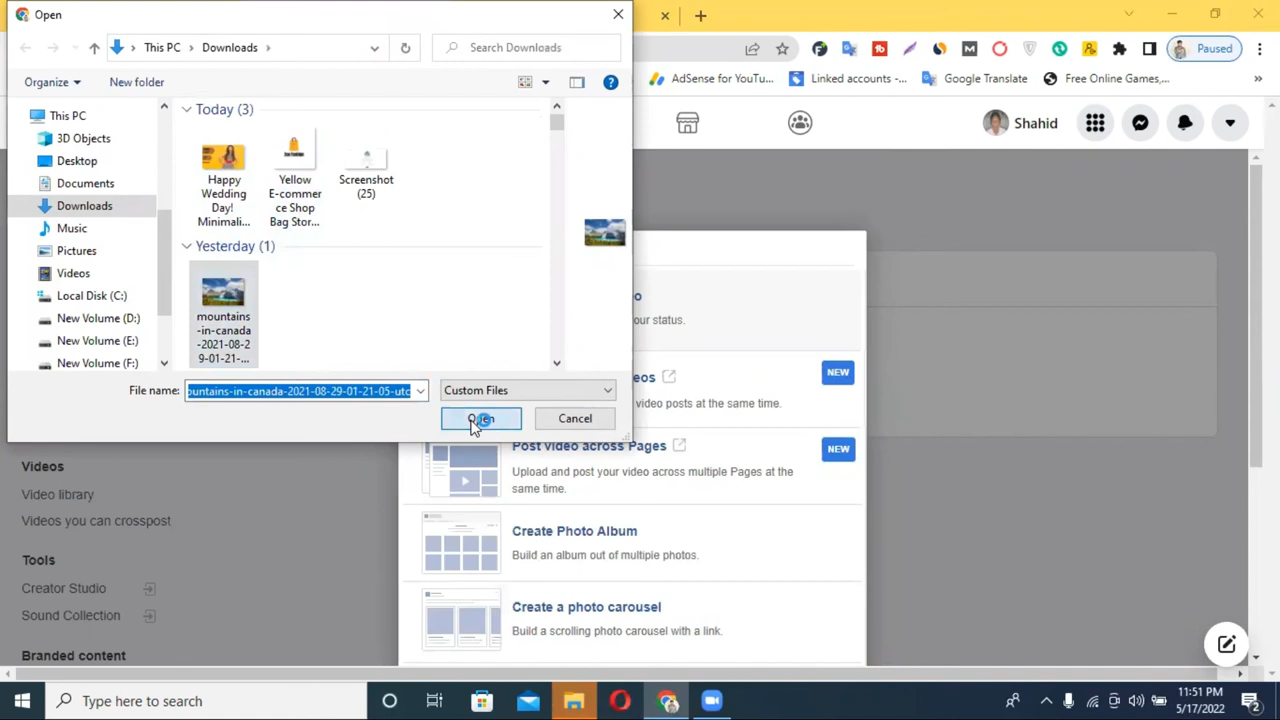 Open
This PC
Downloads
Search Downloads
Paused
Organize
New folder
AdSense for YouTu...
Linked accounts -...
Google Translate
Free Online Games,...
»
This PC
3D Objects
Desktop
Documents
Downloads
Music
Pictures
Videos
Local Disk (C:)
New Volume (D:)
New Volume (E:)
New Volume (F:)
Today (3)
Happy
Wedding
Day!
Minimali...
Yellow
E-commer
ce Shop
Bag Stor...
Screenshot
(25)
Yesterday (1)
mountains
-in-canada
-2021-08-2
9-01-21-...
File name:
ountains-in-canada-2021-08-29-01-21-05-utc
Custom Files
Open
Cancel
Shahid
o
our status.
eos
NEW
video posts at the same time.
Post video across Pages
NEW
Upload and post your video across multiple Pages at the
same time.
Create Photo Album
Build an album out of multiple photos.
Create a photo carousel
Build a scrolling photo carousel with a link.
Videos
Video library
Videos you can crosspost
Tools
Creator Studio
Sound Collection
Branded content
Type here to search
11:51 PM
5/17/2022
2